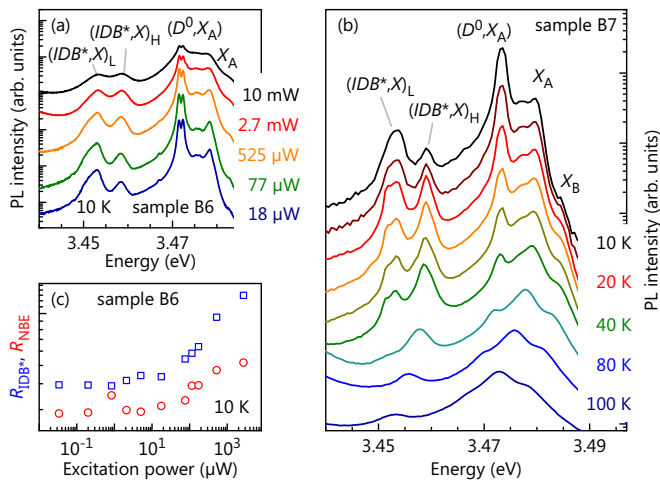 (a)
(IDB*,X)L
(IDB*,X)H
(D⁰,XA)
XA
10 mW
2.7 mW
525 µW
77 µW
18 µW
10 K
sample B6
PL intensity (arb. units)
3.45
3.47
Energy (eV)
(b)
sample B7
(D⁰,XA)
XA
(IDB*,X)L
(IDB*,X)H
XB
10 K
20 K
40 K
80 K
100 K
PL intensity (arb. units)
3.45
3.47
3.49
Energy (eV)
(c)
sample B6
RIDB*, RNBE
10 K
10⁻¹
10¹
10³
Excitation power (µW)